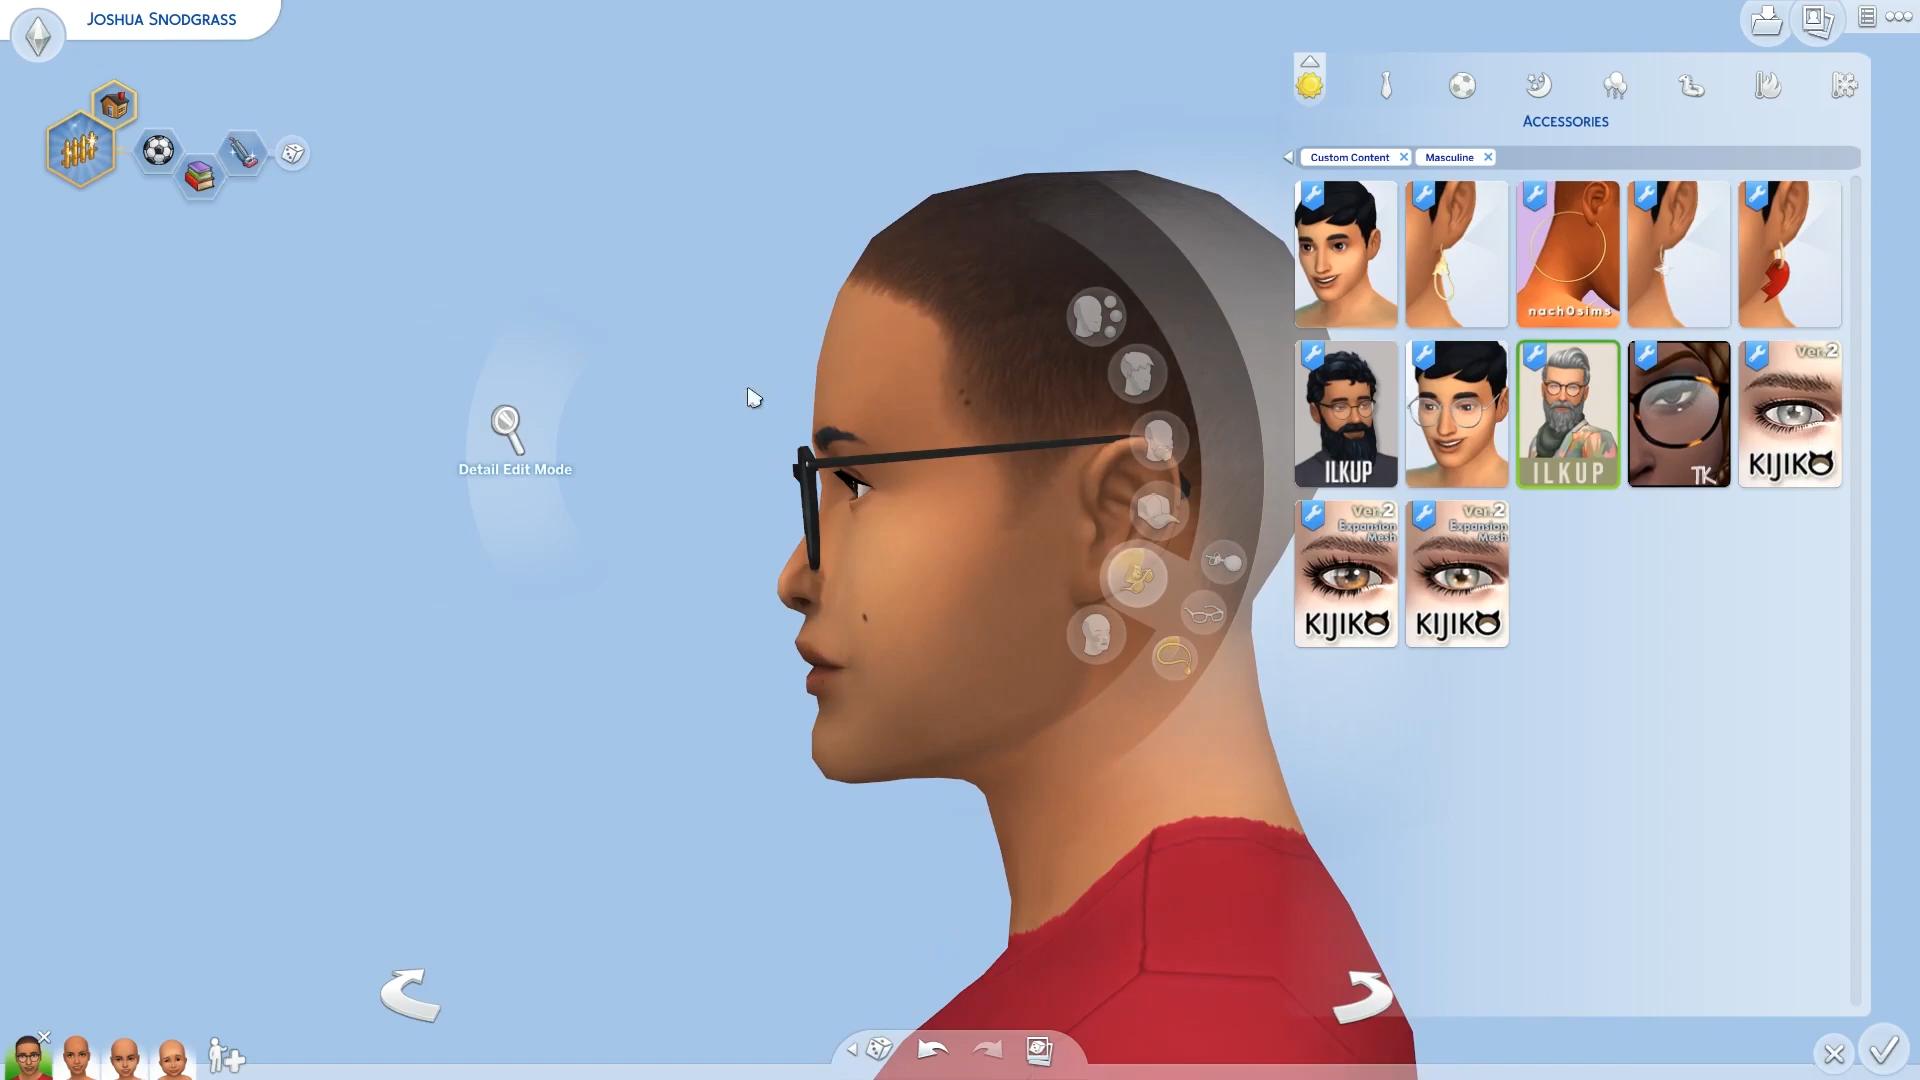 JOSHUA SNODGRASS
ACCESSORIES
Custom Content
Masculine
nach0sims
ILKUP
ILKUP
TK
Ver.2
KIJIKO
Ver.2
Expansion
Mesh
KIJIKO
Ver.2
Expansion
Mesh
KIJIKO
Detail Edit Mode